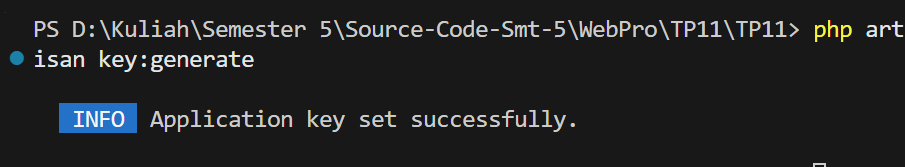 PS D:\Kuliah\Semester 5\Source-Code-Smt-5\WebPro\TP11\TP11> php art
isan key:generate
INFO Application key set successfully.